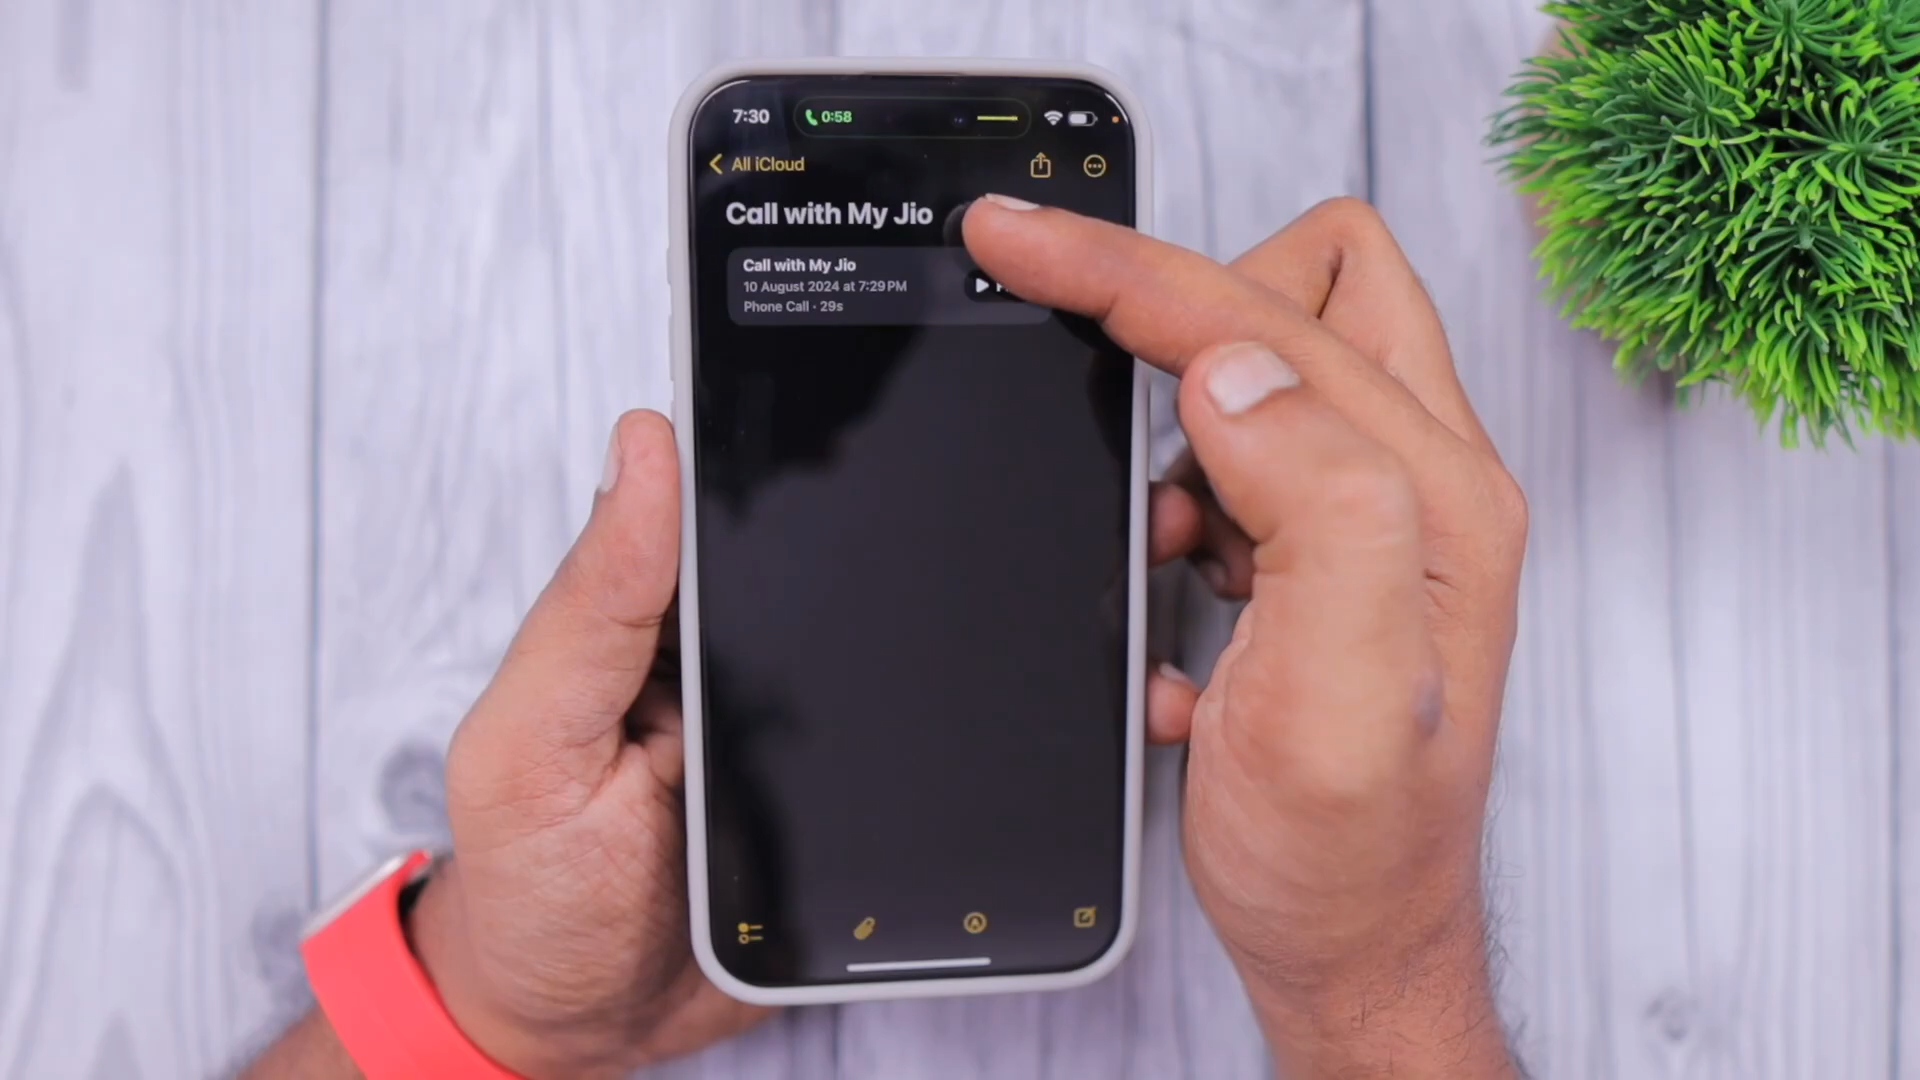 7:30
0:58
All iCloud
Call with My Jio
Call with My Jio
10 August 2024 at 7:29 PM
Phone Call · 29s